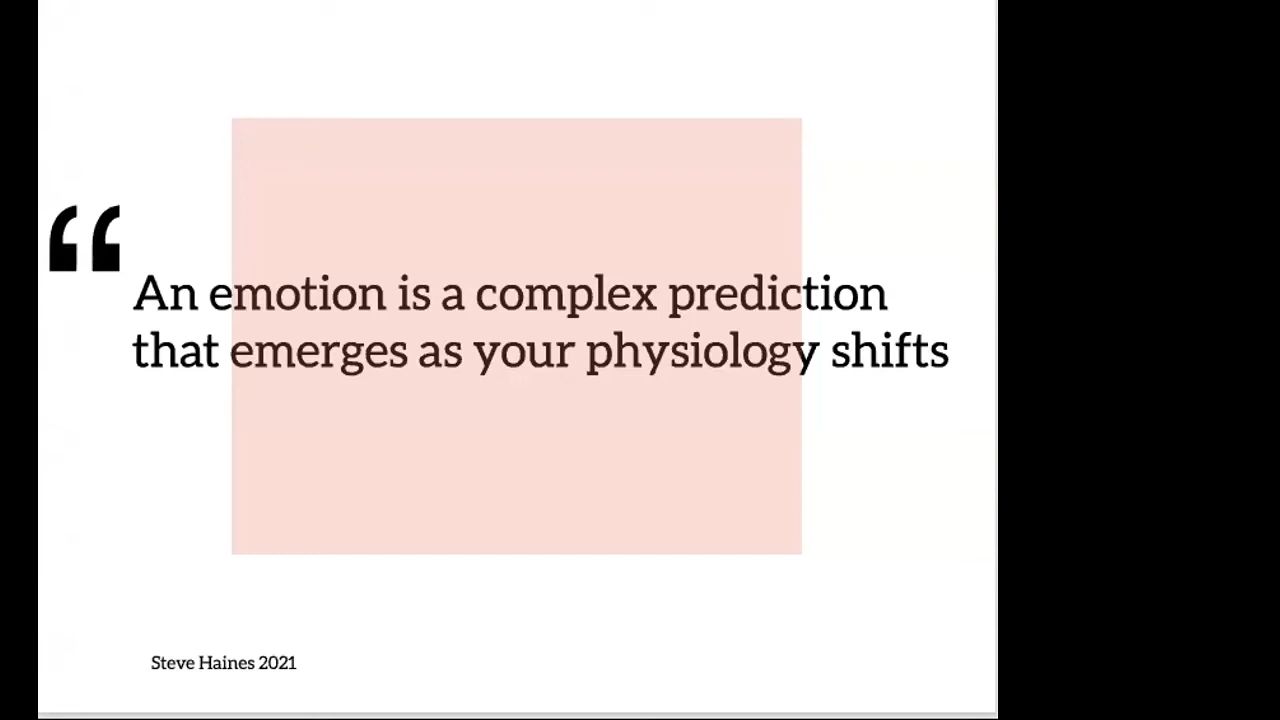 “
An emotion is a complex prediction
that emerges as your physiology shifts
Steve Haines 2021